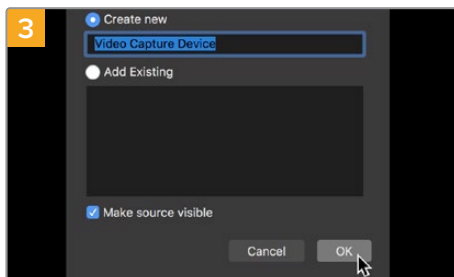 3
Create new
Video Capture Device
Add Existing
Make source visible
Cancel OK